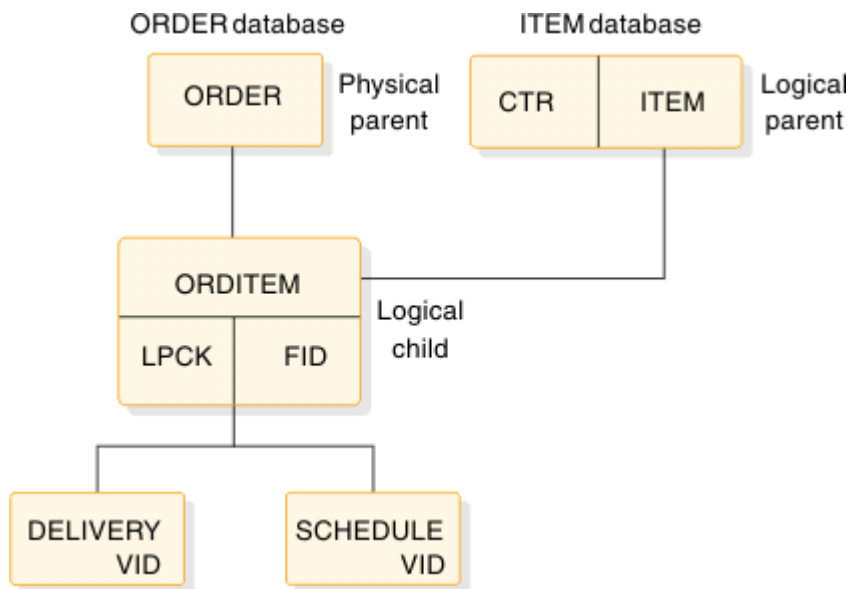 ORDER database
ITEM database
ORDER
Physical
parent
CTR
ITEM
Logical
parent
ORDITEM
LPCK
FID
Logical
child
DELIVERY
VID
SCHEDULE
VID